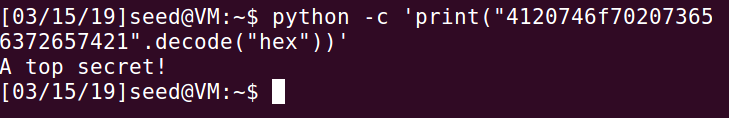 [03/15/19]seed@VM:~$ python -c 'print("4120746f70207365
6372657421".decode("hex"))'
A top secret!
[03/15/19]seed@VM:~$